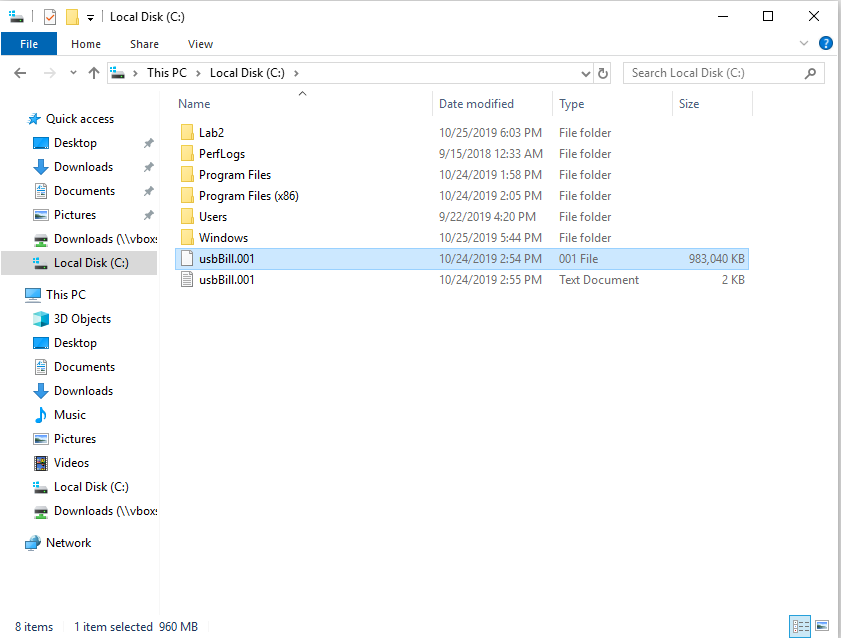 Local Disk (C:)
File Home Share View
This PC Local Disk (C:) Search Local Disk (C:)
Name Date modified Type Size
Quick access
Desktop
Downloads
Documents
Pictures
Downloads (\\vboxs
Local Disk (C:)
This PC
3D Objects
Desktop
Documents
Downloads
Music
Pictures
Videos
Local Disk (C:)
Downloads (\\vboxs
Network
Lab2 10/25/2019 6:03 PM File folder
PerfLogs 9/15/2018 12:33 AM File folder
Program Files 10/24/2019 1:58 PM File folder
Program Files (x86) 10/24/2019 2:05 PM File folder
Users 9/22/2019 4:20 PM File folder
Windows 10/25/2019 5:44 PM File folder
usbBill.001 10/24/2019 2:54 PM 001 File 983,040 KB
usbBill.001 10/24/2019 2:55 PM Text Document 2 KB
8 items 1 item selected 960 MB